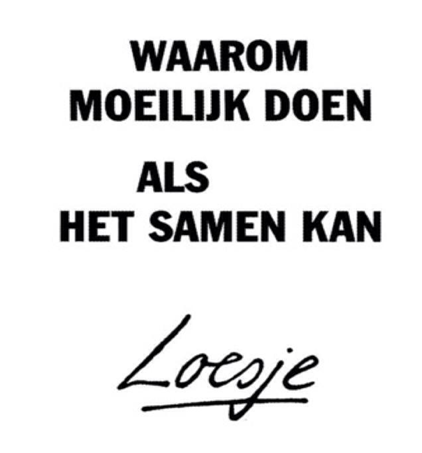 WAAROM
MOEILIJK DOEN
ALS
HET SAMEN KAN
Loesje